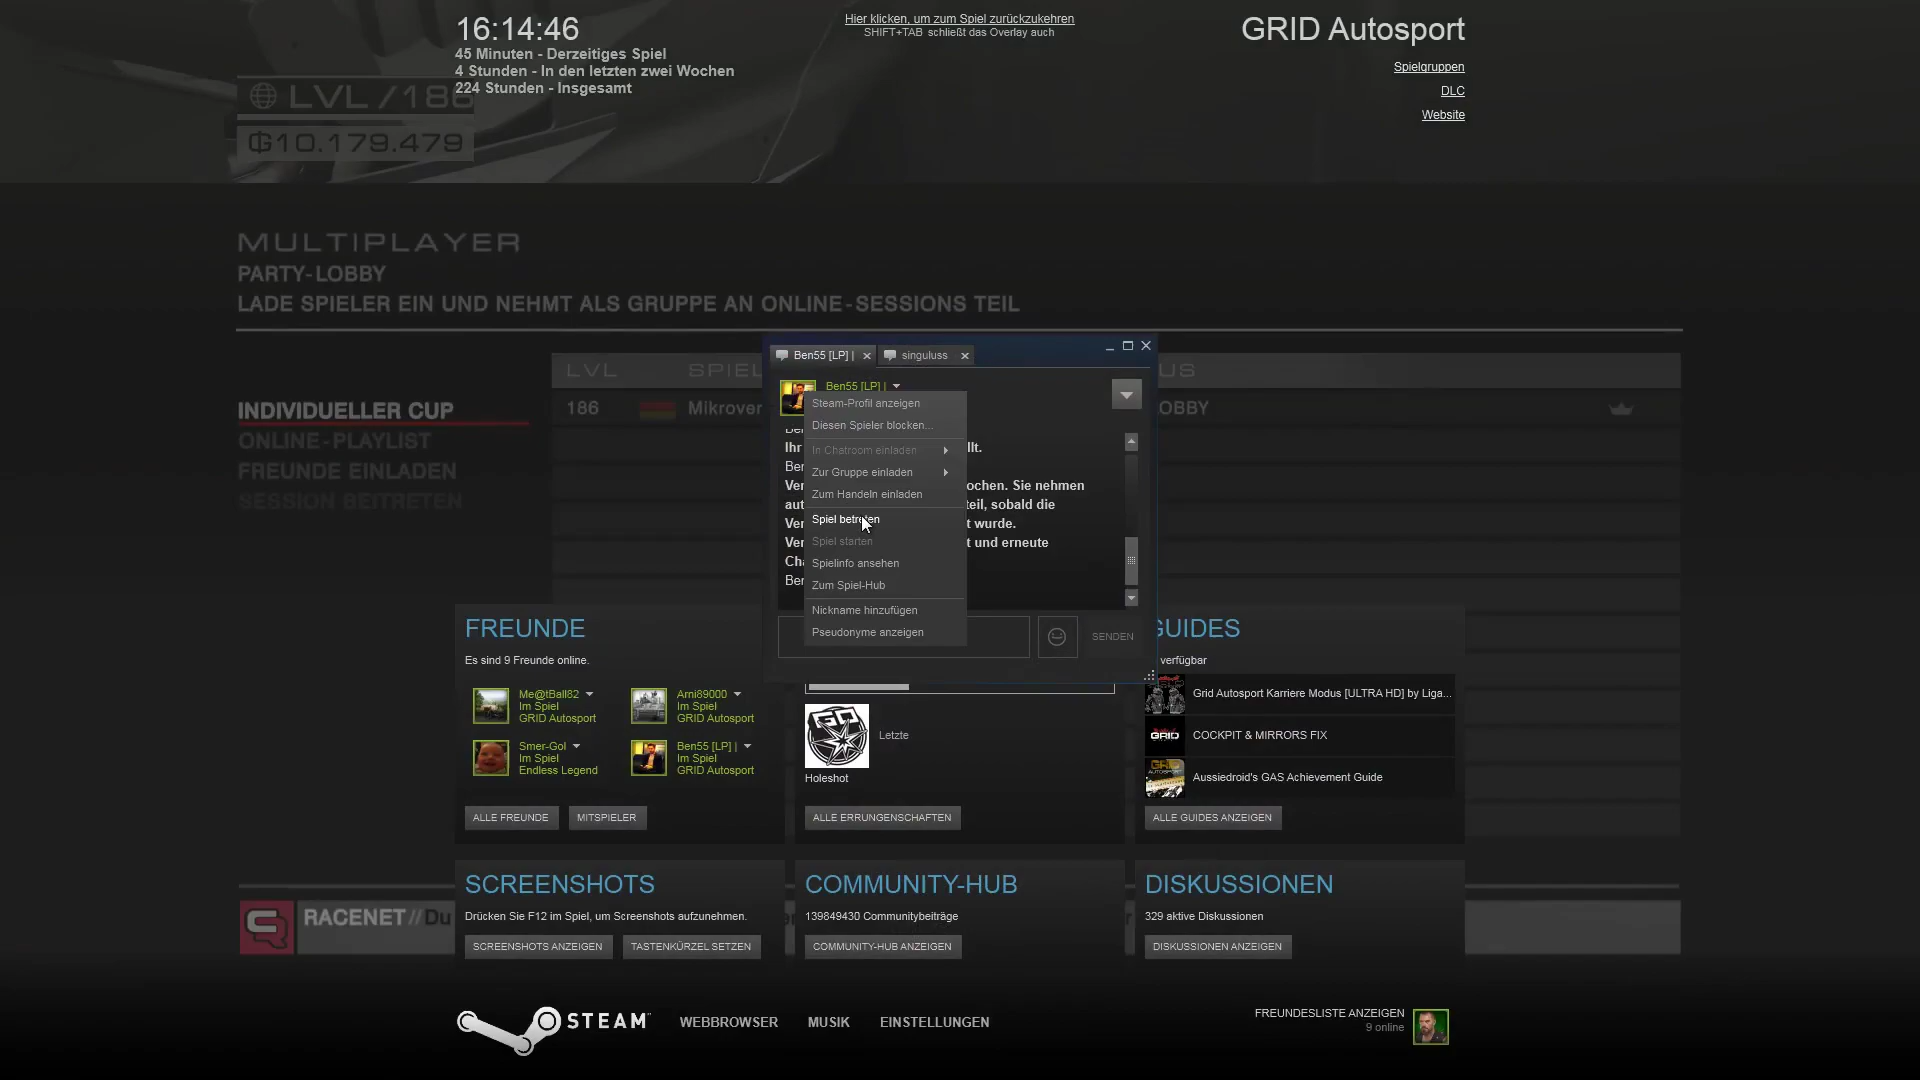 16:14:46
45 Minuten - Derzeitiges Spiel
4 Stunden - In den letzten zwei Wochen
224 Stunden - Insgesamt
Hier klicken, um zum Spiel zurückzukehren
SHIFT+TAB schließt das Overlay auch
GRID Autosport
Spielgruppen
DLC
Website
LVL / 186
10.179.479
MULTIPLAYER
PARTY-LOBBY
LADE SPIELER EIN UND NEHMT ALS GRUPPE AN ONLINE-SESSIONS TEIL
LVL
186
INDIVIDUELLER CUP
ONLINE-PLAYLIST
FREUNDE EINLADEN
SESSION BEITRETEN
Ben55 [LP] |
singuluss
Ben55 [LP] |
Steam-Profil anzeigen
Diesen Spieler blocken...
In Chatroom einladen
Zur Gruppe einladen
Zum Handeln einladen
Spiel betreten
Spiel starten
Spielinfo ansehen
Zum Spiel-Hub
Nickname hinzufügen
Pseudonyme anzeigen
Ihr
Sie nehmen
sobald die
wurde.
und erneute
SENDEN
FREUNDE
Es sind 9 Freunde online.
Me@tBall82
Im Spiel
GRID Autosport
Arni89000
Im Spiel
GRID Autosport
Smer-Gol
Im Spiel
Endless Legend
Ben55 [LP] |
Im Spiel
GRID Autosport
ALLE FREUNDE
MITSPIELER
Letzte
Holeshot
ALLE ERRUNGENSCHAFTEN
GUIDES
verfügbar
Grid Autosport Karriere Modus [ULTRA HD] by Liga...
COCKPIT & MIRRORS FIX
Aussiedroid's GAS Achievement Guide
ALLE GUIDES ANZEIGEN
SCREENSHOTS
Drücken Sie F12 im Spiel, um Screenshots aufzunehmen.
SCREENSHOTS ANZEIGEN
TASTENKÜRZEL SETZEN
COMMUNITY-HUB
139849430 Communitybeiträge
COMMUNITY-HUB ANZEIGEN
DISKUSSIONEN
329 aktive Diskussionen
DISKUSSIONEN ANZEIGEN
RACENET// Du
STEAM
WEBBROWSER
MUSIK
EINSTELLUNGEN
FREUNDESLISTE ANZEIGEN
9 online